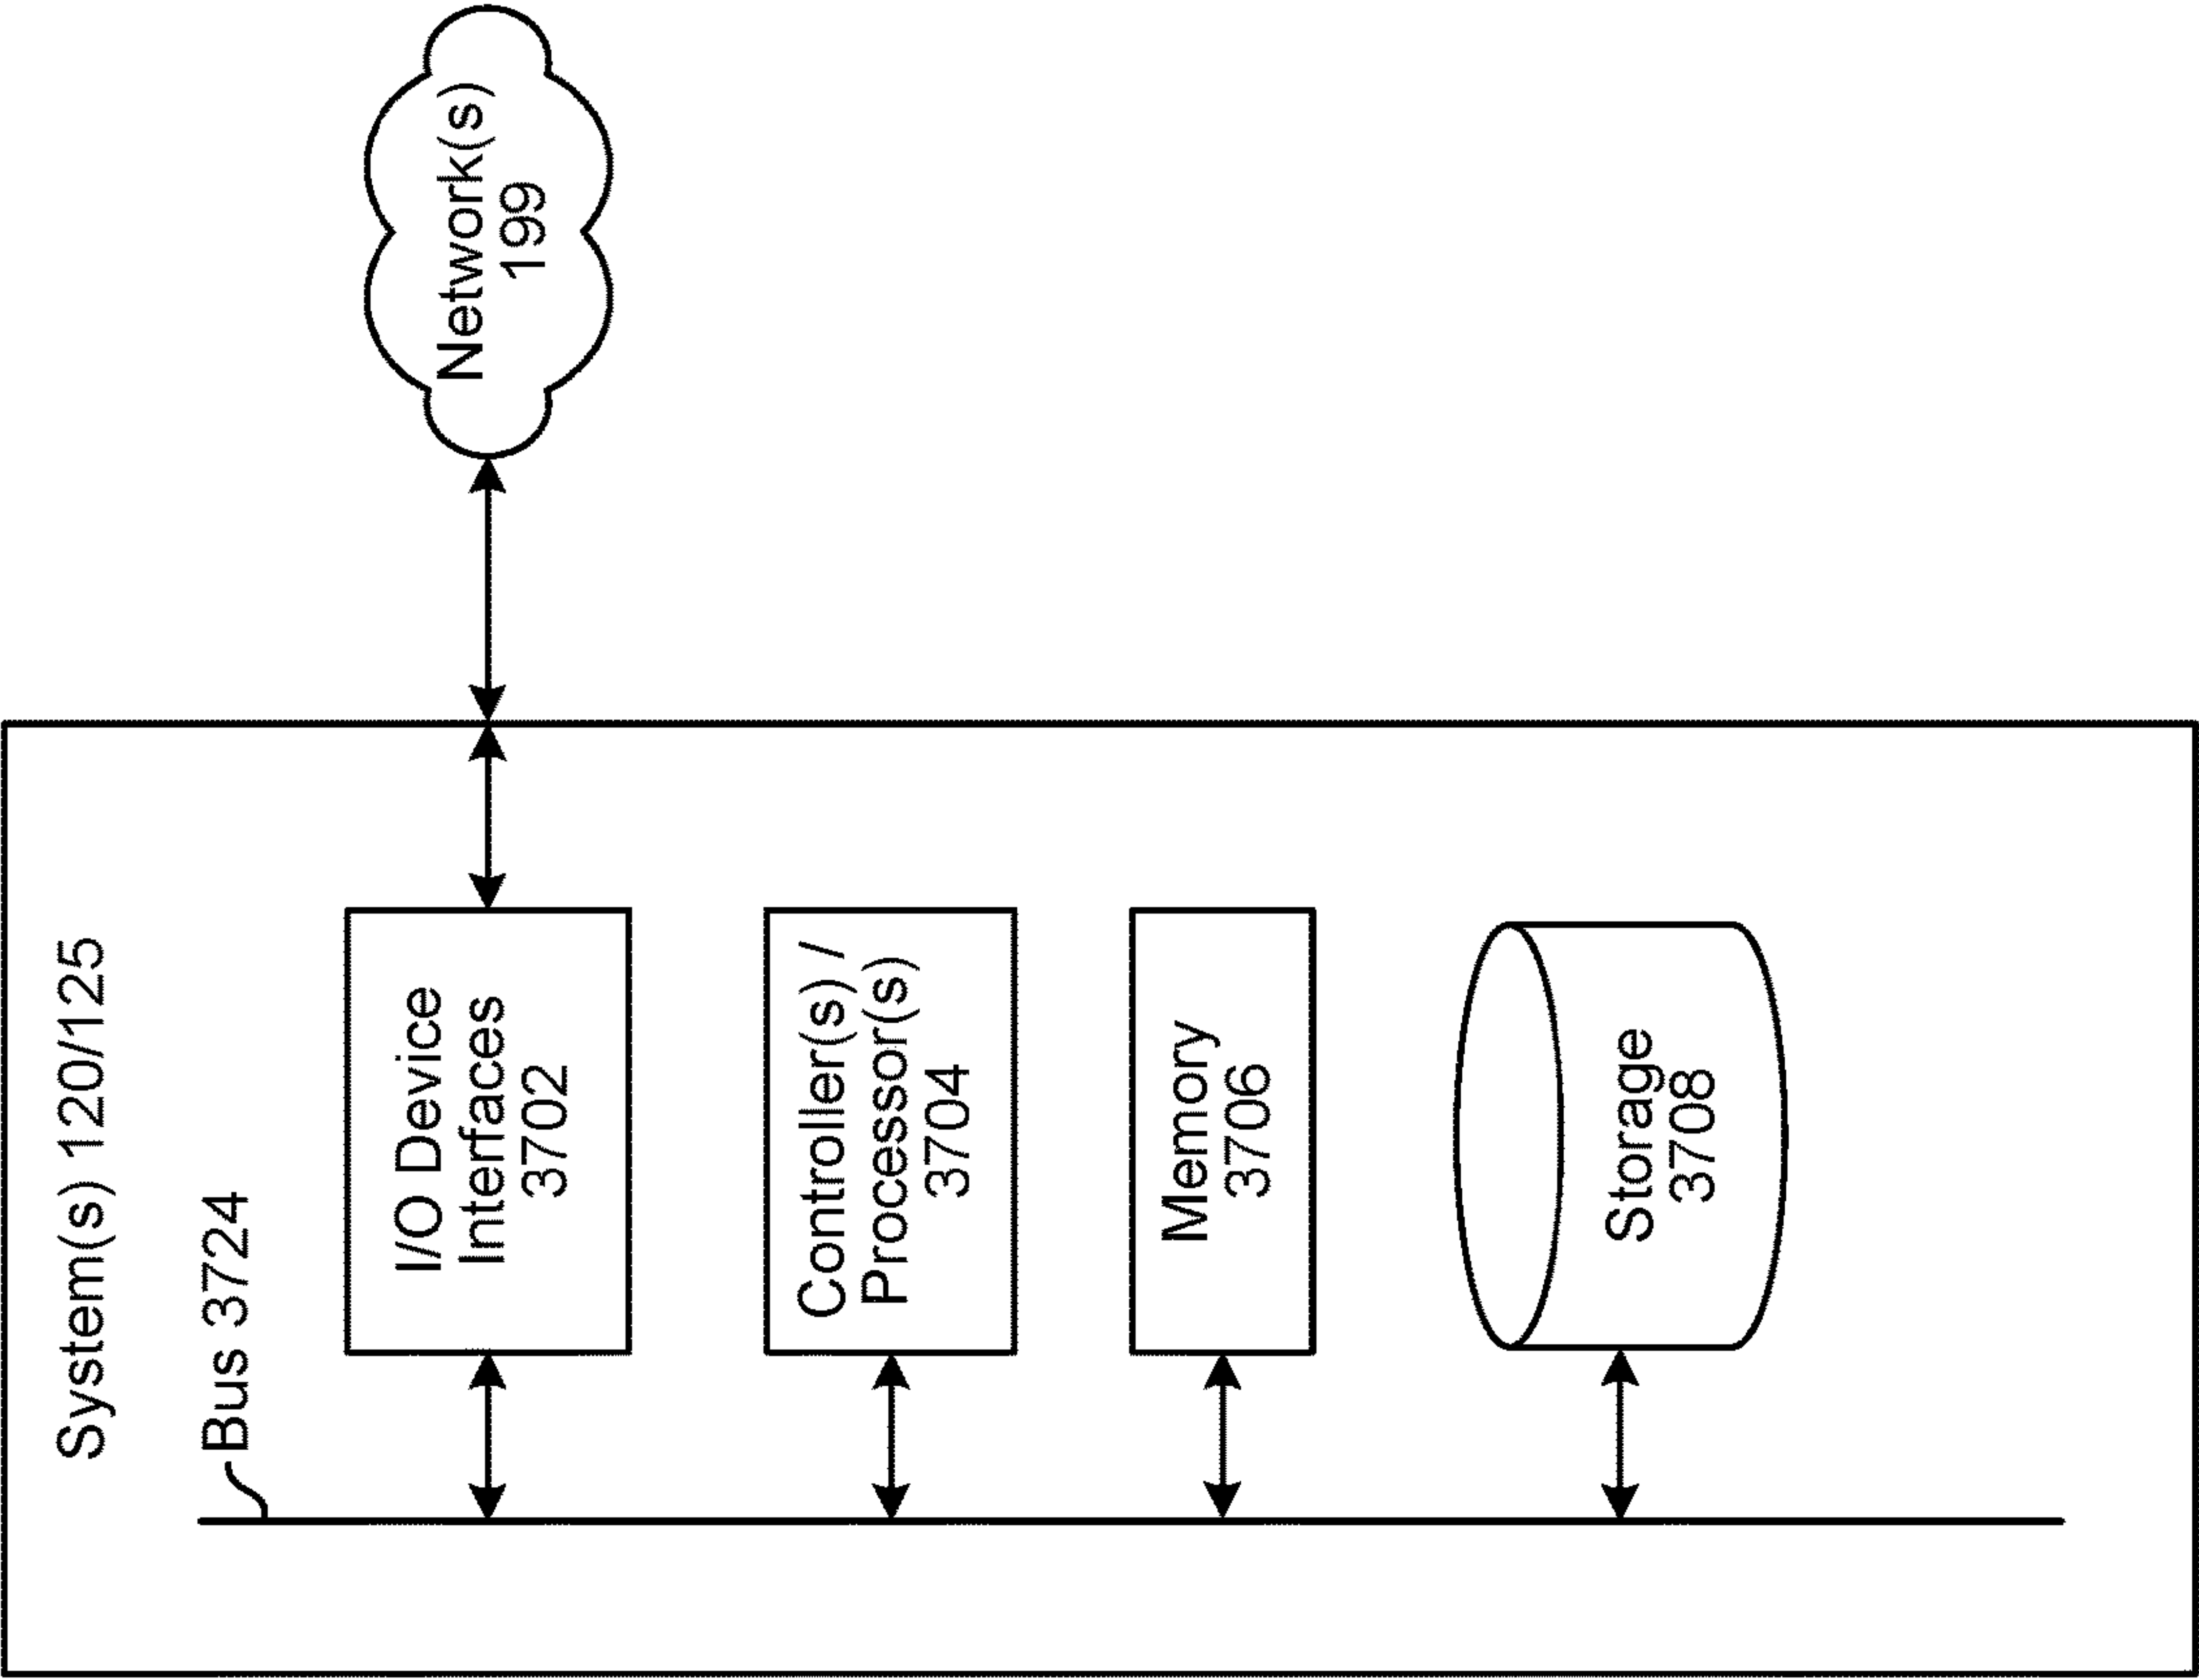 System(s) 120/125
Bus 3724
I/O Device
Interfaces
3702
Network(s)
199
Controller(s) /
Processor(s)
3704
Memory
3706
Storage
3708